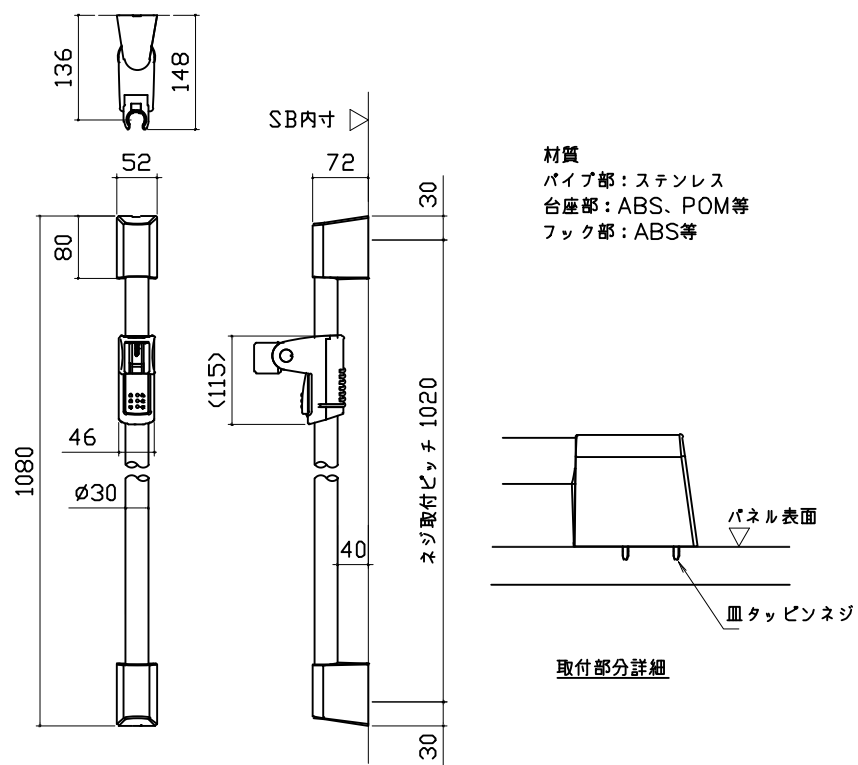 136
148
SB内寸
52
72
30
材質
パイプ部：ステンレス
台座部：ABS、POM等
フック部：ABS等
80
(115)
46
1080
ø30
ネジ取付ピッチ 1020
40
パネル表面
皿タッピンネジ
取付部分詳細
30